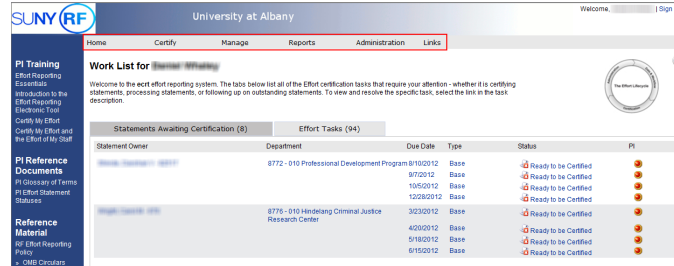 SUNY RF
University at Albany
Welcome, | Sign
Home Certify Manage Reports Administration Links
PI Training
Effort Reporting
Essentials
Introduction to the
Effort Reporting
Electronic Tool
Certify My Effort
Certify My Effort and
the Effort of My Staff
PI Reference
Documents
PI Glossary of Terms
PI Effort Statement
Statuses
Reference
Material
RF Effort Reporting
Policy
» OMB Circulars
Work List for
Welcome to the ecrt effort reporting system. The tabs below list all of the Effort certification tasks that require your attention - whether it is certifying
statements, processing statements, or following up on outstanding statements. To view and resolve the specific task, select the link in the task
description.
The Effort Lifecycle
Statements Awaiting Certification (8) Effort Tasks (94)
Statement Owner Department Due Date Type Status PI
8772 - 010 Professional Development Program 8/10/2012 Base Ready to be Certified
9/7/2012 Base Ready to be Certified
10/5/2012 Base Ready to be Certified
12/28/2012 Base Ready to be Certified
8776 - 010 Hindelang Criminal Justice 3/23/2012 Base Ready to be Certified
Research Center
4/20/2012 Base Ready to be Certified
5/18/2012 Base Ready to be Certified
6/15/2012 Base Ready to be Certified